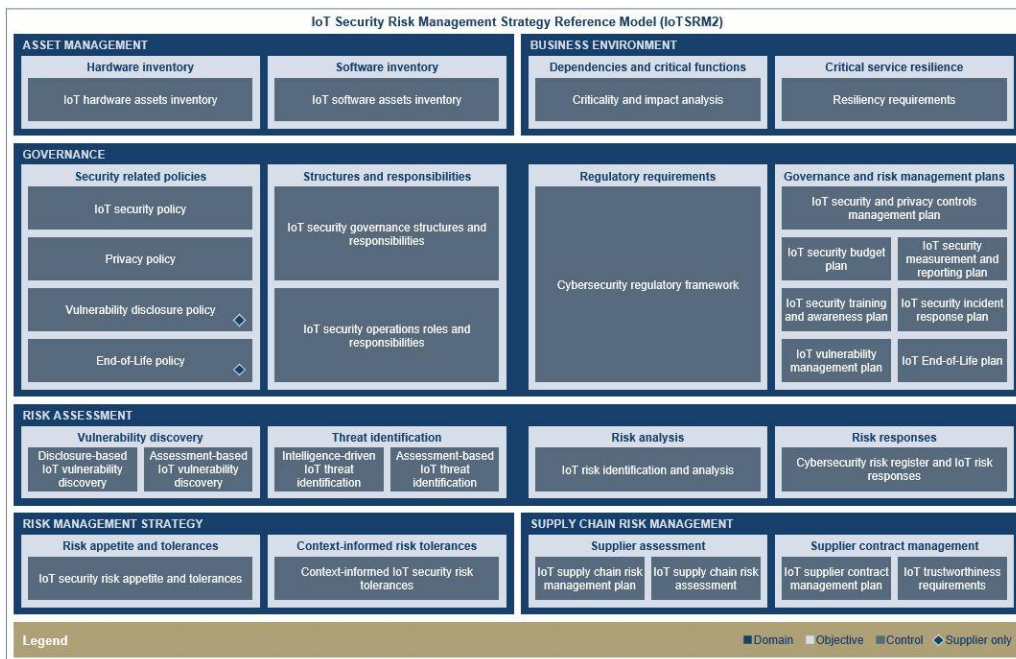 IoT Security Risk Management Strategy Reference Model (IoTSRM2)
ASSET MANAGEMENT
Hardware inventory
IoT hardware assets inventory
Software inventory
IoT software assets inventory
BUSINESS ENVIRONMENT
Dependencies and critical functions
Criticality and impact analysis
Critical service resilience
Resiliency requirements
GOVERNANCE
Security related policies
IoT security policy
Privacy policy
Vulnerability disclosure policy
End-of-Life policy
Structures and responsibilities
IoT security governance structures and
responsibilities
IoT security operations roles and
responsibilities
Regulatory requirements
Cybersecurity regulatory framework
Governance and risk management plans
IoT security and privacy controls
management plan
IoT security budget
plan
IoT security
measurement and
reporting plan
IoT security training
and awareness plan
IoT security incident
response plan
IoT vulnerability
management plan
IoT End-of-Life plan
RISK ASSESSMENT
Vulnerability discovery
Disclosure-based
IoT vulnerability
discovery
Assessment-based
IoT vulnerability
discovery
Threat identification
Intelligence-driven
IoT threat
identification
Assessment-based
IoT threat
identification
Risk analysis
IoT risk identification and analysis
Risk responses
Cybersecurity risk register and IoT risk
responses
RISK MANAGEMENT STRATEGY
Risk appetite and tolerances
IoT security risk appetite and tolerances
Context-informed risk tolerances
Context-informed IoT security risk
tolerances
SUPPLY CHAIN RISK MANAGEMENT
Supplier assessment
IoT supply chain risk
management plan
IoT supply chain risk
assessment
Supplier contract management
IoT supplier contract
management plan
IoT trustworthiness
requirements
Legend
Domain
Objective
Control
Supplier only